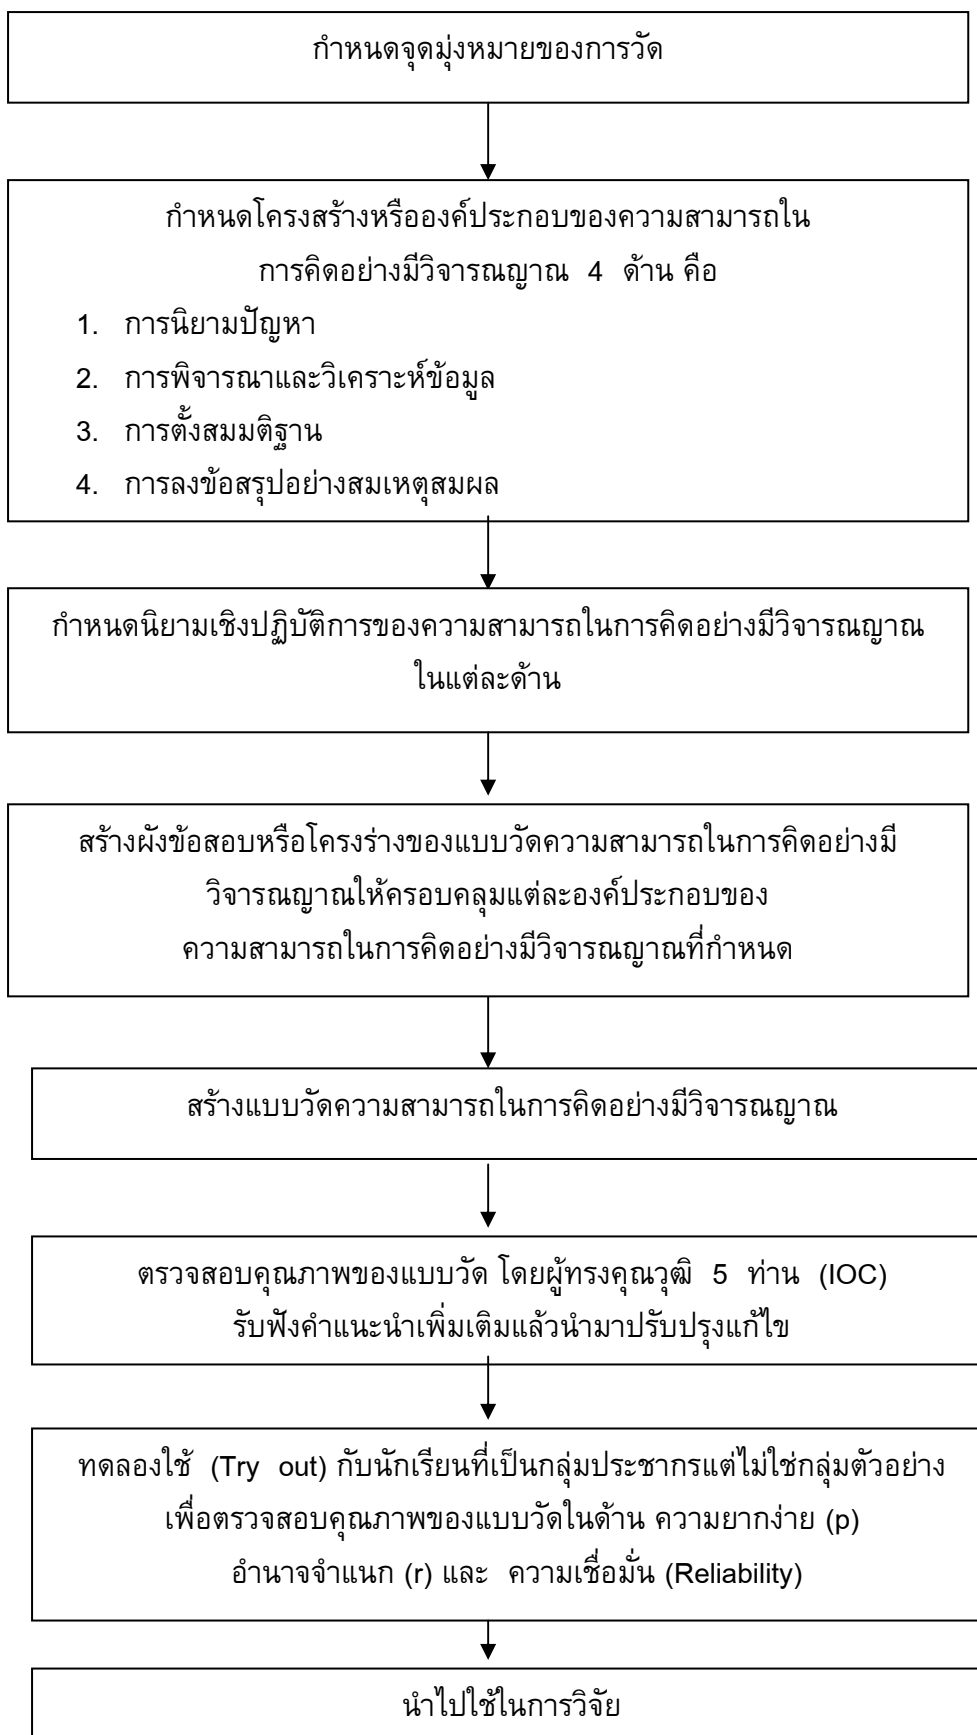 กำหนดจุดมุ่งหมายของการวัด
กำหนดโครงสร้างหรือองค์ประกอบของความสามารถใน
การคิดอย่างมีวิจารณญาณ 4 ด้าน คือ
1. การนิยามปัญหา
2. การพิจารณาและวิเคราะห์ข้อมูล
3. การตั้งสมมติฐาน
4. การลงข้อสรุปอย่างสมเหตุสมผล
กำหนดนิยามเชิงปฏิบัติการของความสามารถในการคิดอย่างมีวิจารณญาณ
ในแต่ละด้าน
สร้างผังข้อสอบหรือโครงร่างของแบบวัดความสามารถในการคิดอย่างมี
วิจารณญาณให้ครอบคลุมแต่ละองค์ประกอบของ
ความสามารถในการคิดอย่างมีวิจารณญาณที่กำหนด
สร้างแบบวัดความสามารถในการคิดอย่างมีวิจารณญาณ
ตรวจสอบคุณภาพของแบบวัด โดยผู้ทรงคุณวุฒิ 5 ท่าน (IOC)
รับฟังคำแนะนำเพิ่มเติมแล้วนำมาปรับปรุงแก้ไข
ทดลองใช้ (Try out) กับนักเรียนที่เป็นกลุ่มประชากรแต่ไม่ใช่กลุ่มตัวอย่าง
เพื่อตรวจสอบคุณภาพของแบบวัดในด้าน ความยากง่าย (p)
อำนาจจำแนก (r) และ ความเชื่อมั่น (Reliability)
นำไปใช้ในการวิจัย